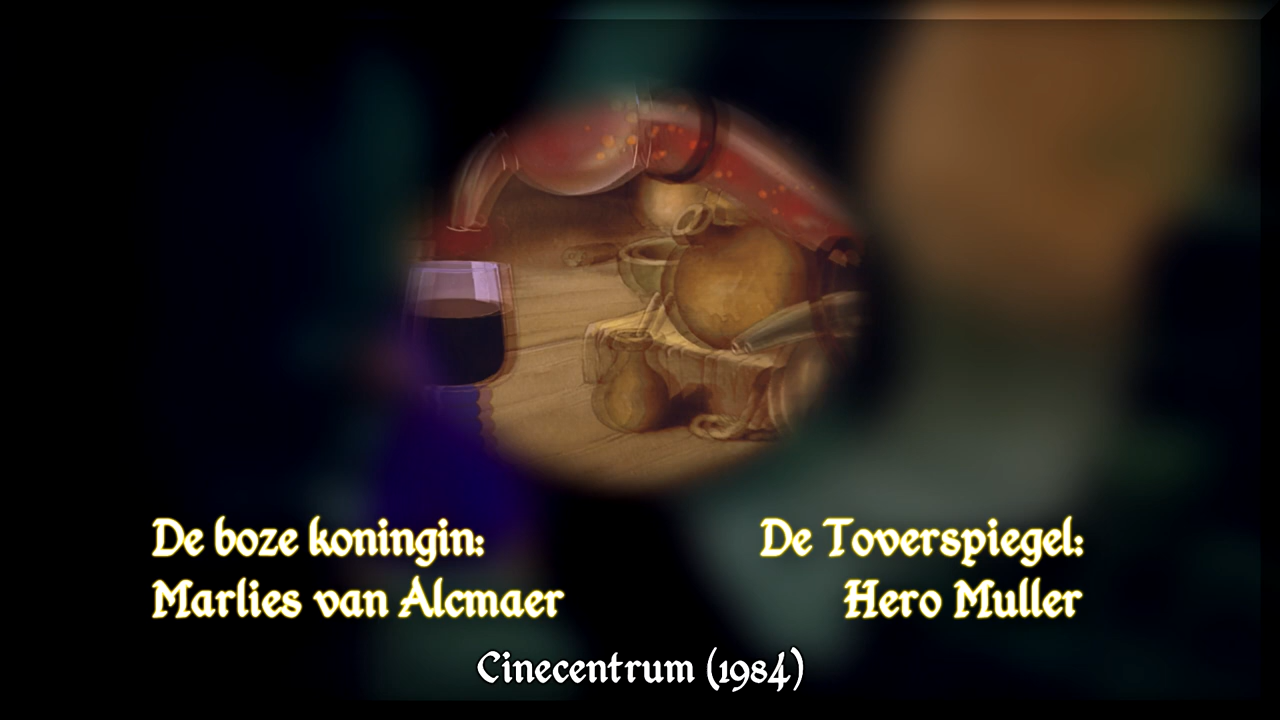 De boze koningin:
Marlies van Alcmaer
De Toverspiegel:
Hero Muller
Cinecentrum (1984)